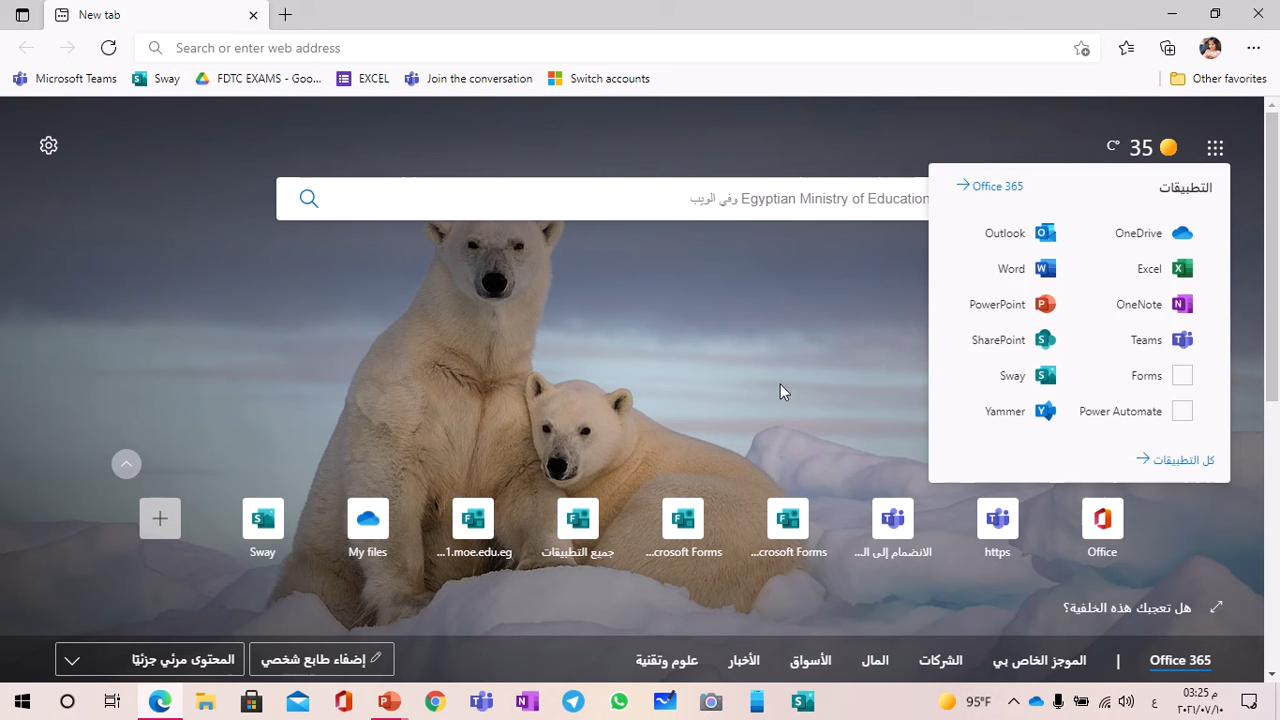 New tab
Search or enter web address
Microsoft Teams
Sway
FDTC EXAMS - Goo...
EXCEL
Join the conversation
Switch accounts
Other favorites
35 C°
Egyptian Ministry of Education وفي الويب
التطبيقات
Office 365
OneDrive
Outlook
Excel
Word
OneNote
PowerPoint
Teams
SharePoint
Forms
Sway
Power Automate
Yammer
كل التطبيقات
Sway
My files
...1.moe.edu.eg
جميع التطبيقات
...crosoft Forms
...crosoft Forms
الانضمام إلى ال...
https
Office
هل تعجبك هذه الخلفية؟
Office 365
الموجز الخاص بي
الشركات
المال
الأسواق
الأخبار
علوم وتقنية
إضفاء طابع شخصي
المحتوى مرئي جزئيًا
95°F
ع
03:25 م
٢٠٢١/٠٧/١٠